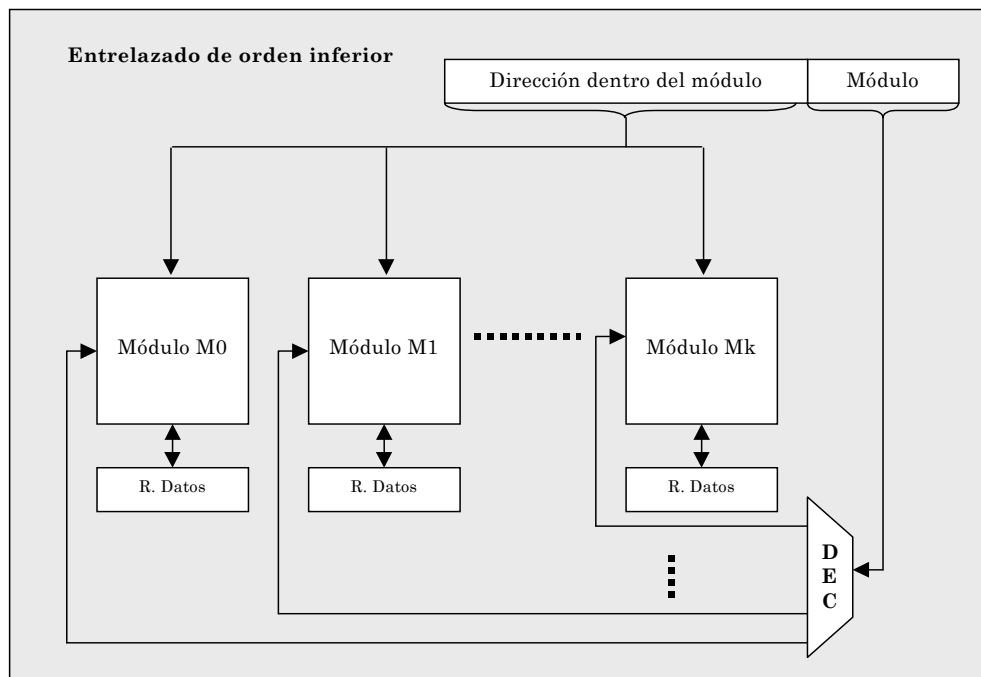 Entrelazado de orden inferior
Dirección dentro del módulo
Módulo
Módulo M0
Módulo M1
Módulo Mk
R. Datos
R. Datos
R. Datos
D
E
C